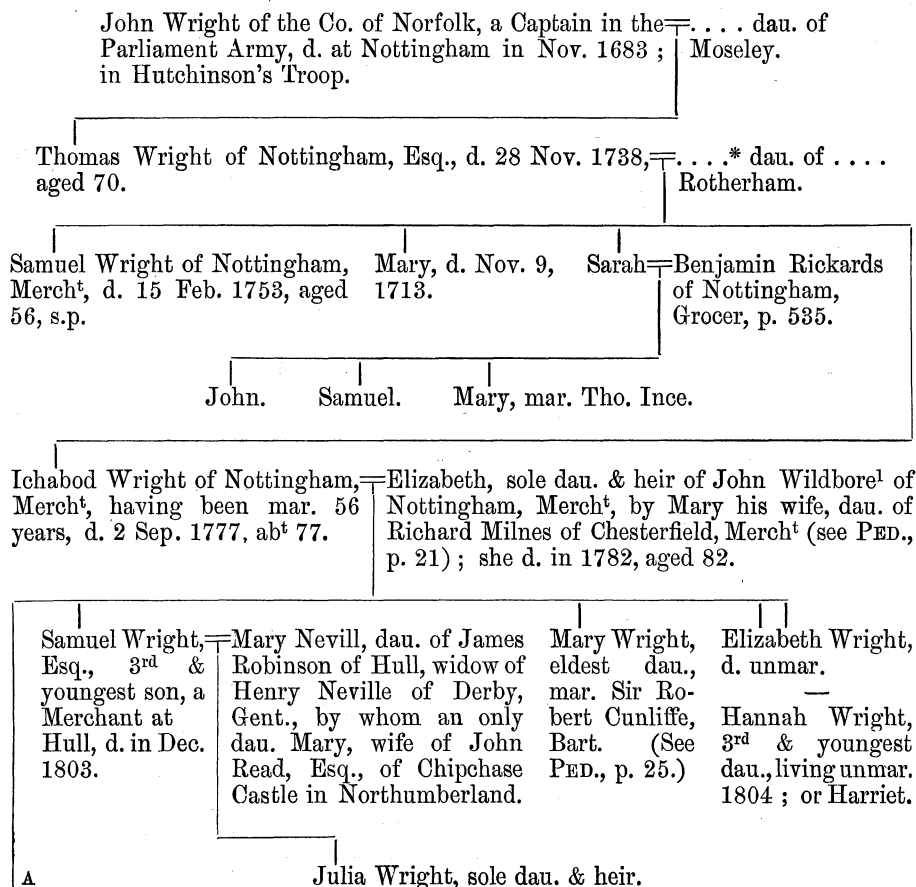 John Wright of the Co. of Norfolk, a Captain in the
Parliament Army, d. at Nottingham in Nov. 1683 ;
in Hutchinson's Troop.
. . . . dau. of
Moseley.
Thomas Wright of Nottingham, Esq., d. 28 Nov. 1738,
aged 70.
. . . .* dau. of . . . .
Rotherham.
Samuel Wright of Nottingham,
Mercht, d. 15 Feb. 1753, aged
56, s.p.
Mary, d. Nov. 9,
1713.
Sarah
Benjamin Rickards
of Nottingham,
Grocer, p. 535.
John.
Samuel.
Mary, mar. Tho. Ince.
Ichabod Wright of Nottingham,
Mercht, having been mar. 56
years, d. 2 Sep. 1777, abt 77.
Elizabeth, sole dau. & heir of John Wildbore1 of
Nottingham, Mercht, by Mary his wife, dau. of
Richard Milnes of Chesterfield, Mercht (see PED.,
p. 21) ; she d. in 1782, aged 82.
Samuel Wright,
Esq., 3rd &
youngest son, a
Merchant at
Hull, d. in Dec.
1803.
Mary Nevill, dau. of James
Robinson of Hull, widow of
Henry Neville of Derby,
Gent., by whom an only
dau. Mary, wife of John
Read, Esq., of Chipchase
Castle in Northumberland.
Mary Wright,
eldest dau.,
mar. Sir Ro-
bert Cunliffe,
Bart. (See
PED., p. 25.)
Elizabeth Wright,
d. unmar.
—
Hannah Wright,
3rd & youngest
dau., living unmar.
1804 ; or Harriet.
A
Julia Wright, sole dau. & heir.